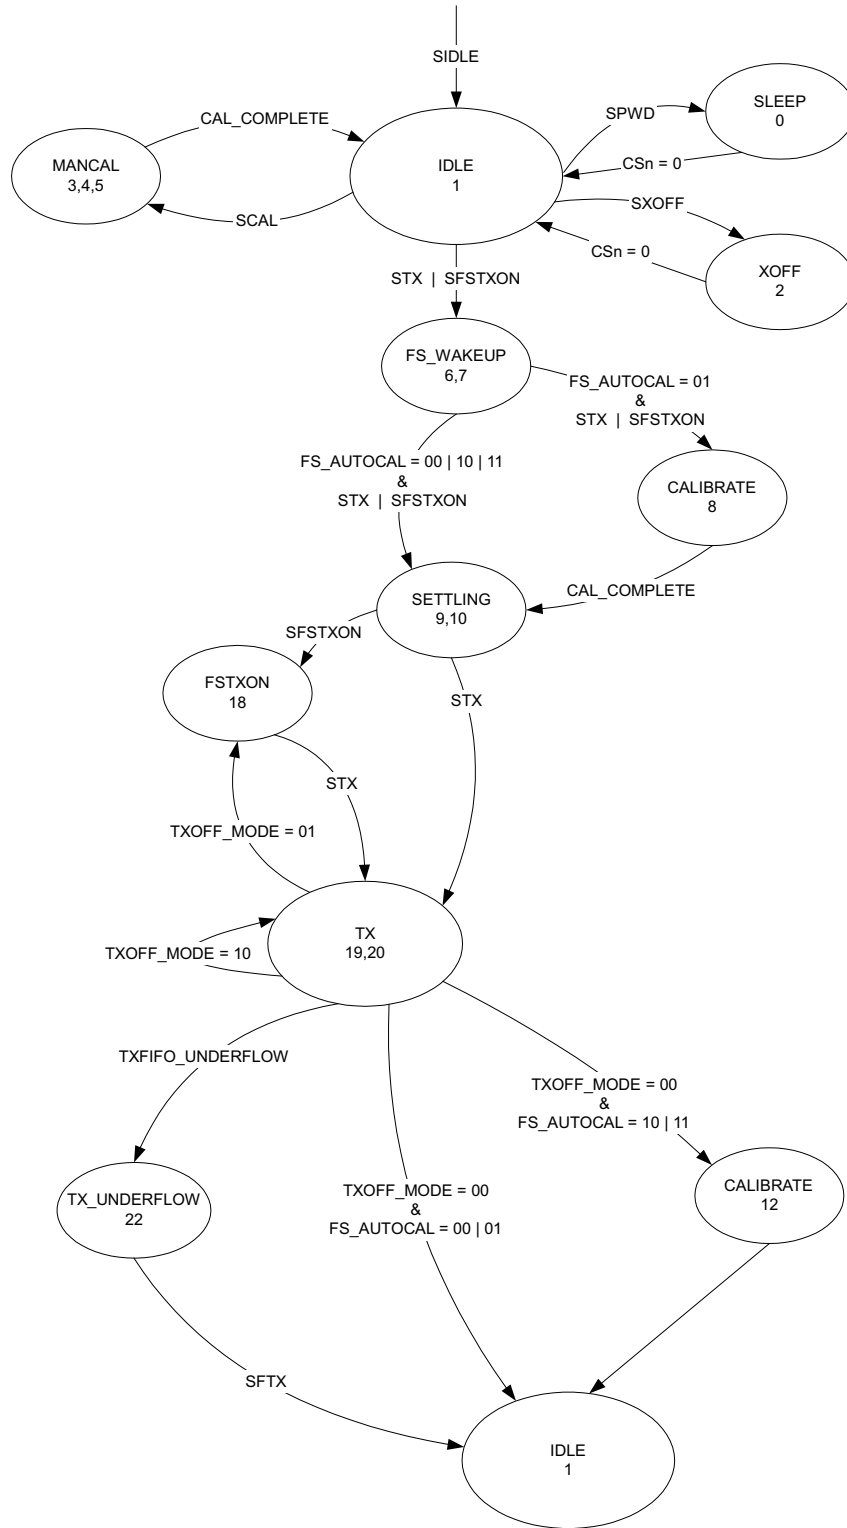 SIDLE
SLEEP
0
SPWD
CAL_COMPLETE
IDLE
1
MANCAL
3,4,5
CSn = 0
SXOFF
SCAL
CSn = 0
XOFF
2
STX | SFSTXON
FS_WAKEUP
6,7
FS_AUTOCAL = 01
&
STX | SFSTXON
FS_AUTOCAL = 00 | 10 | 11
&
STX | SFSTXON
CALIBRATE
8
SETTLING
9,10
CAL_COMPLETE
SFSTXON
FSTXON
18
STX
STX
TXOFF_MODE = 01
TX
19,20
TXOFF_MODE = 10
TXFIFO_UNDERFLOW
TXOFF_MODE = 00
&
FS_AUTOCAL = 10 | 11
TX_UNDERFLOW
22
TXOFF_MODE = 00
&
FS_AUTOCAL = 00 | 01
CALIBRATE
12
SFTX
IDLE
1